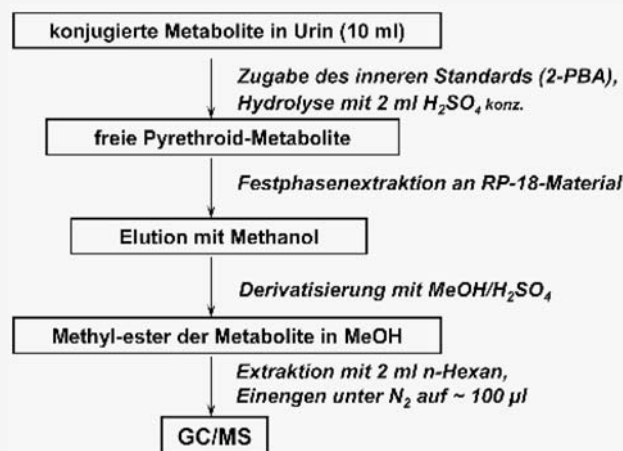 konjugierte Metabolite in Urin (10 ml)
Zugabe des inneren Standards (2-PBA),
Hydrolyse mit 2 ml H₂SO₄ konz.
freie Pyrethroid-Metabolite
Festphasenextraktion an RP-18-Material
Elution mit Methanol
Derivatisierung mit MeOH/H₂SO₄
Methyl-ester der Metabolite in MeOH
Extraktion mit 2 ml n-Hexan,
Einengen unter N₂ auf ~ 100 µl
GC/MS